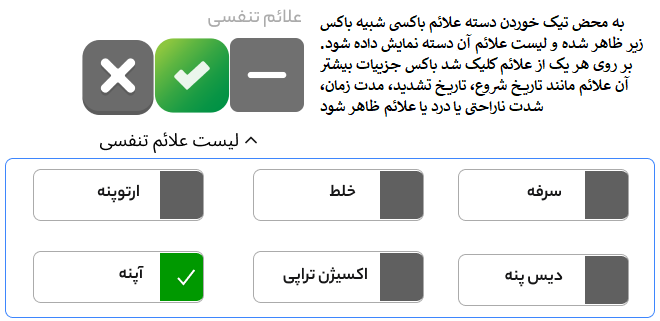 علائم تنفسی
به محض تیک خوردن دسته علائم باکسی شبیه باکس
زیر ظاهر شده و لیست علائم آن دسته نمایش داده شود.
بر روی هر یک از علائم کلیک شد باکس جزییات بیشتر
آن علائم مانند تاریخ شروع، تاریخ تشدید، مدت زمان،
شدت ناراحتی یا درد یا علائم ظاهر شود
لیست علائم تنفسی
سرفه
خلط
ارتوپنه
دیس پنه
اکسیژن تراپی
آپنه